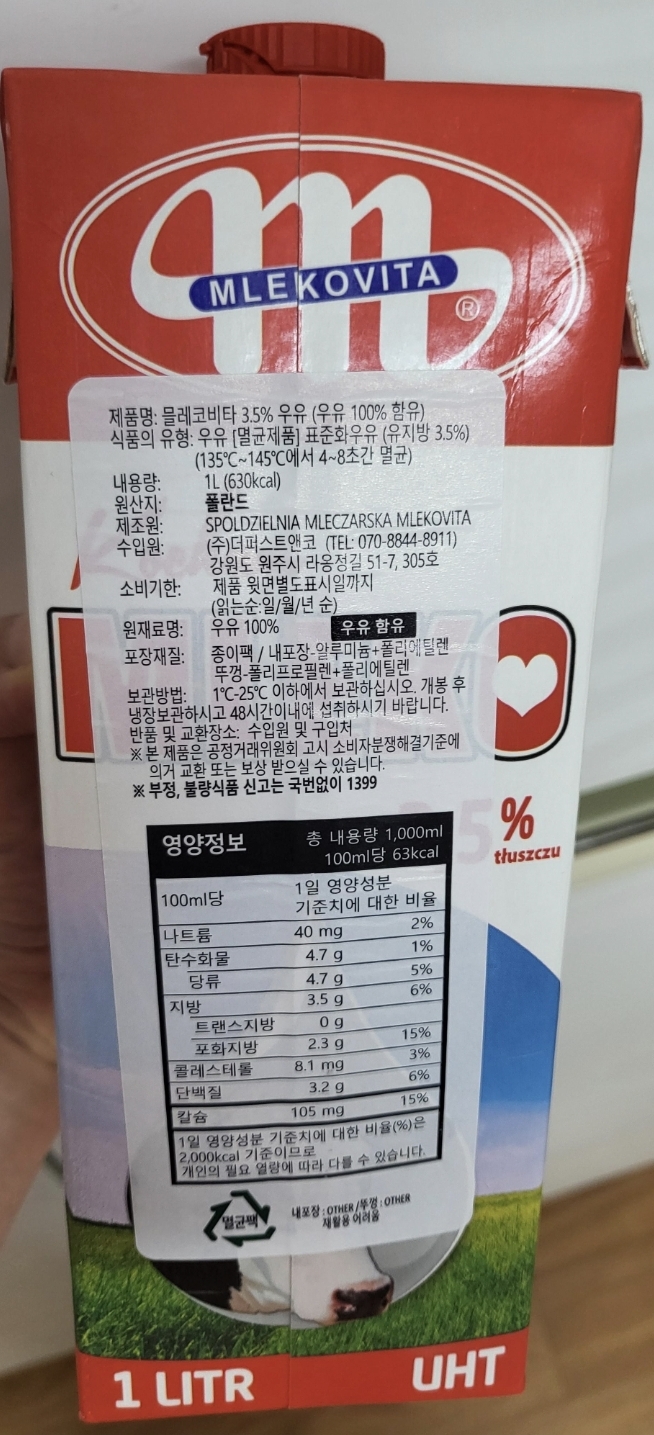 MLEKOVITA
®
제품명: 믈레코비타 3.5% 우유 (우유 100% 함유)
식품의 유형: 우유 [멸균제품] 표준화우유 (유지방 3.5%)
(135℃~145℃에서 4~8초간 멸균)
내용량: 1L (630kcal)
원산지: 폴란드
제조원: SPOLDZIELNIA MLECZARSKA MLEKOVITA
수입원: (주)더퍼스트앤코 (TEL: 070-8844-8911)
강원도 원주시 라옹정길 51-7, 305호
소비기한: 제품 윗면별도표시일까지
(읽는순:일/월/년 순)
원재료명: 우유 100% 우유 함유
포장재질: 종이팩 / 내포장-알루미늄+폴리에틸렌
뚜껑-폴리프로필렌+폴리에틸렌
보관방법: 1℃-25℃ 이하에서 보관하십시오. 개봉 후
냉장보관하시고 48시간이내에 섭취하시기 바랍니다.
반품 및 교환장소: 수입원 및 구입처
※ 본 제품은 공정거래위원회 고시 소비자분쟁해결기준에
의거 교환 또는 보상 받으실 수 있습니다.
※ 부정, 불량식품 신고는 국번없이 1399
5%
tłuszczu
영양정보 총 내용량 1,000ml
100ml당 63kcal
100ml당 1일 영양성분
기준치에 대한 비율
나트륨 40 mg 2%
탄수화물 4.7 g 1%
당류 4.7 g 5%
지방 3.5 g 6%
트랜스지방 0 g
포화지방 2.3 g 15%
콜레스테롤 8.1 mg 3%
단백질 3.2 g 6%
칼슘 105 mg 15%
1일 영양성분 기준치에 대한 비율(%)은
2,000kcal 기준이므로
개인의 필요 열량에 따라 다를 수 있습니다.
멸균팩
내포장 : OTHER /뚜껑 : OTHER
재활용 어려움
1 LITR
UHT